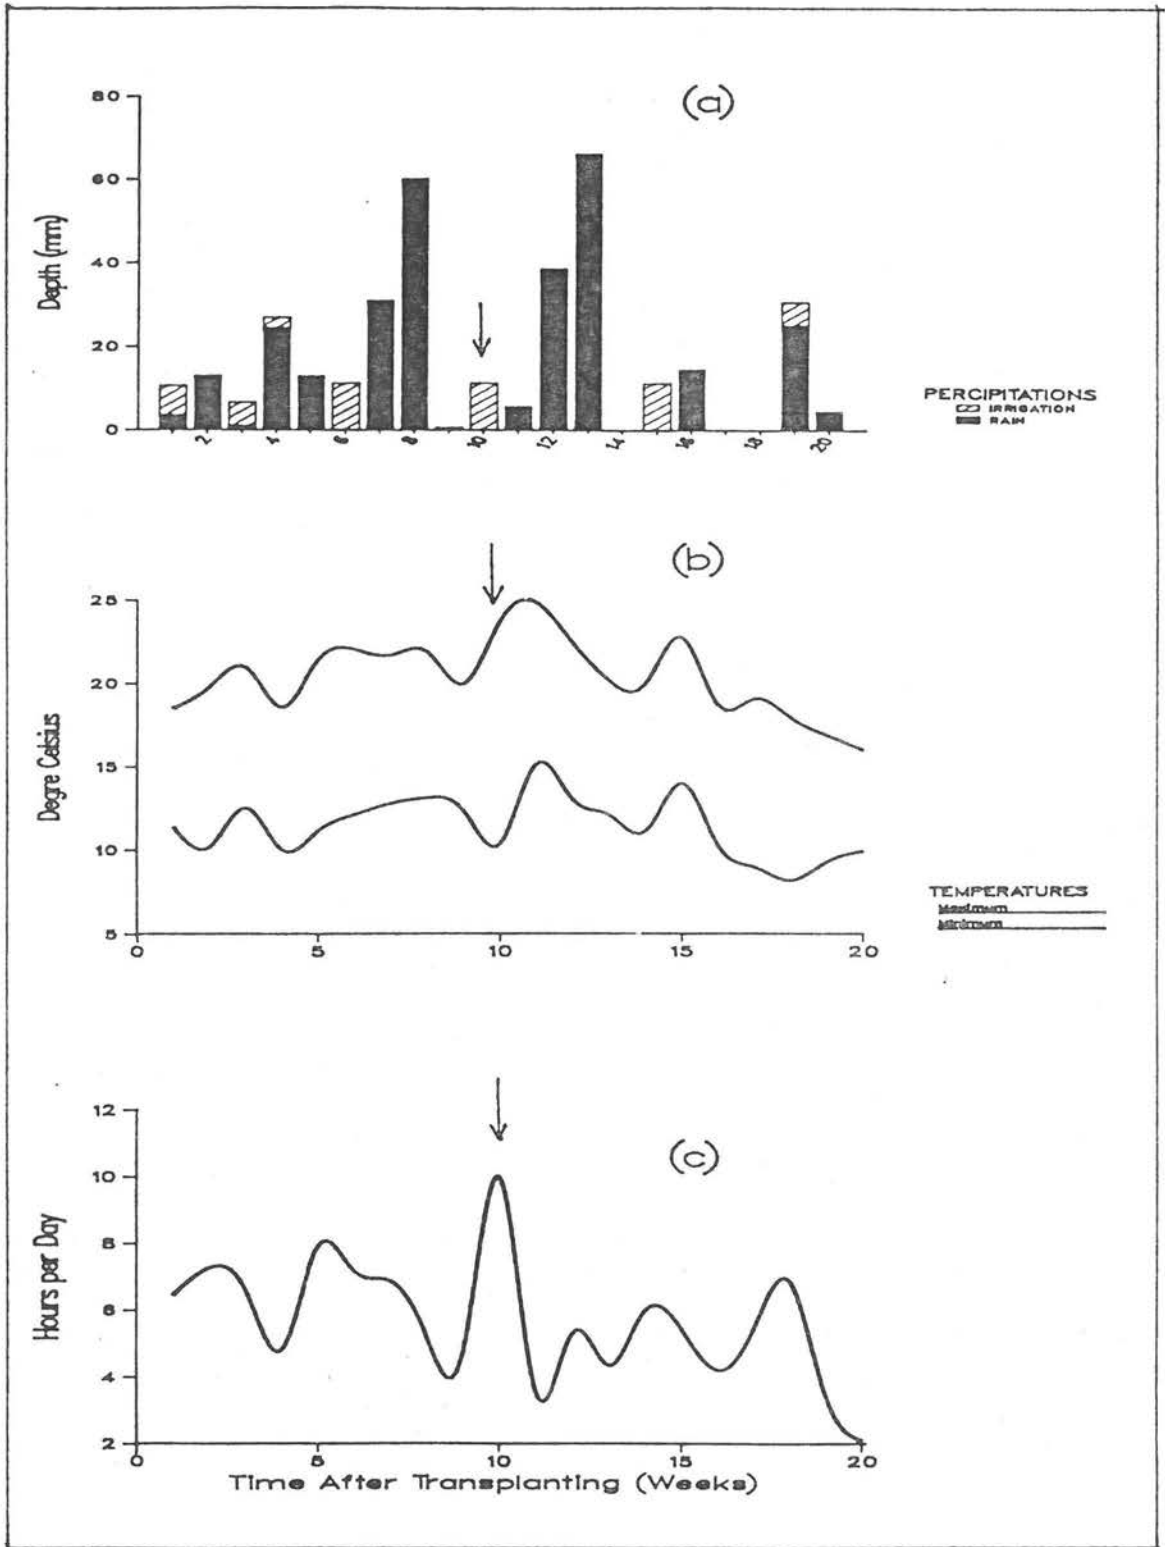 (a)
80
60
40
20
0
Depth (mm)
2 4 6 8 10 12 14 16 18 20
PERCIPITATIONS
IRRIGATION
RAIN
(b)
25
20
15
10
5
Degre Celsius
0 5 10 15 20
TEMPERATURES
Maximum
Minimum
(c)
12
10
8
6
4
2
Hours per Day
0 5 10 15 20
Time After Transplanting (Weeks)